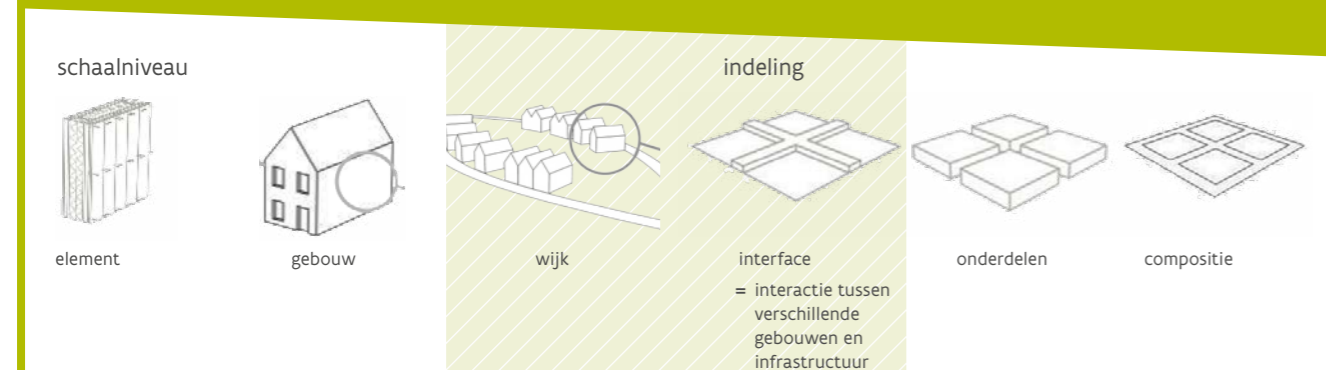 schaalniveau
indeling
element
gebouw
wijk
interface
onderdelen
compositie
= interactie tussen
verschillende
gebouwen en
infrastructuur